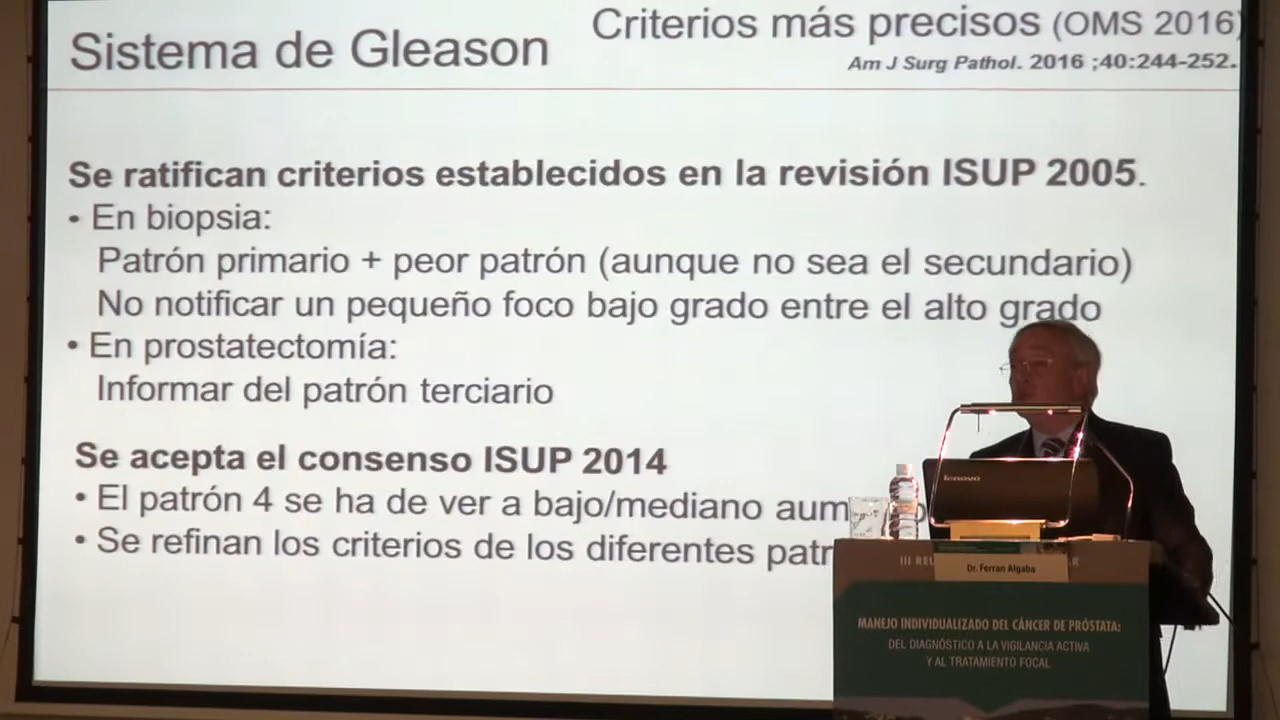 Sistema de Gleason
Criterios más precisos (OMS 2016)
Am J Surg Pathol. 2016 ;40:244-252.
Se ratifican criterios establecidos en la revisión ISUP 2005.
• En biopsia:
Patrón primario + peor patrón (aunque no sea el secundario)
No notificar un pequeño foco bajo grado entre el alto grado
• En prostatectomía:
Informar del patrón terciario
Se acepta el consenso ISUP 2014
• El patrón 4 se ha de ver a bajo/mediano
• Se refinan los criterios de los diferentes
lenovo
III
Dr. Ferran Algaba
MANEJO INDIVIDUALIZADO DEL CÁNCER DE PRÓSTATA:
DEL DIAGNÓSTICO A LA VIGILANCIA ACTIVA
Y AL TRATAMIENTO FOCAL